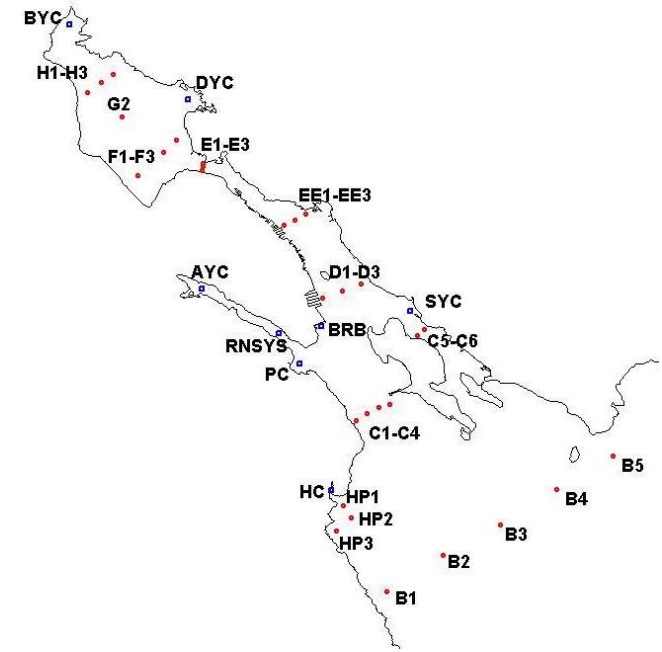 BYC
H1-H3
DYC
G2
F1-F3
E1-E3
EE1-EE3
AYC
D1-D3
SYC
BRB
C5-C6
RNSYS
PC
C1-C4
B5
HC
HP1
B4
HP2
B3
HP3
B2
B1